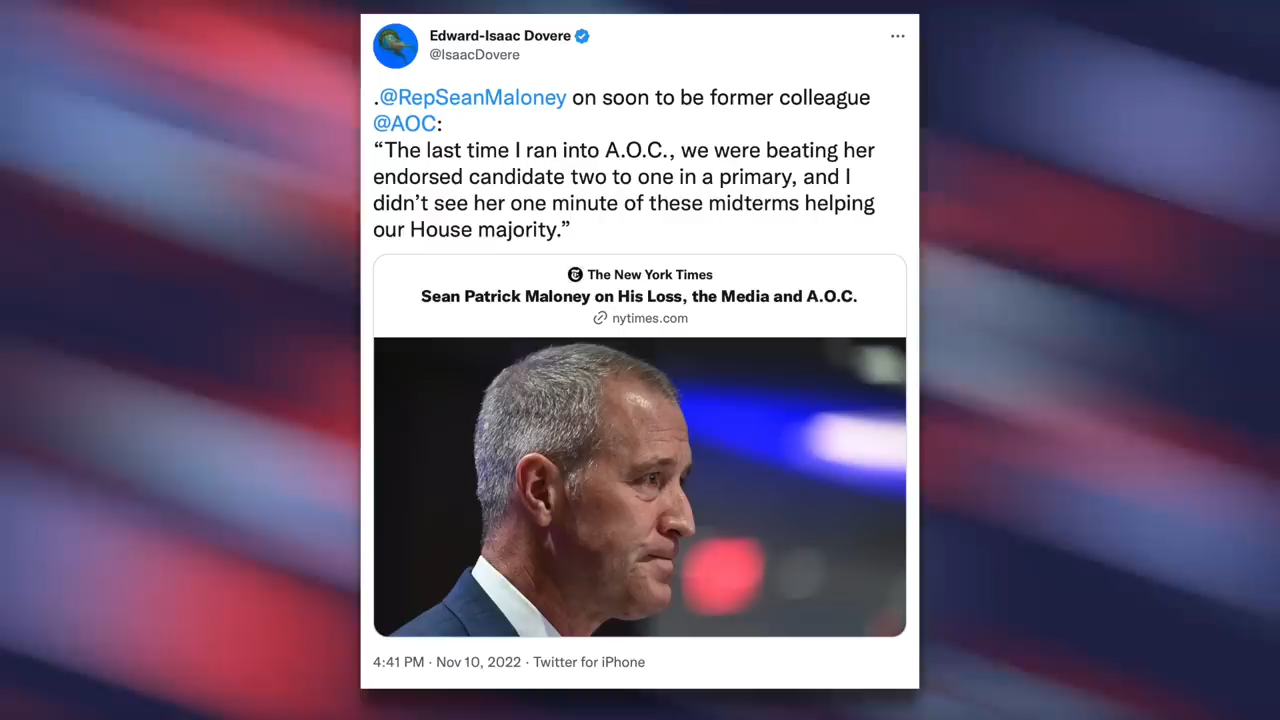 Edward-Isaac Dovere
@IsaacDovere
.@RepSeanMaloney on soon to be former colleague
@AOC:
“The last time I ran into A.O.C., we were beating her
endorsed candidate two to one in a primary, and I
didn’t see her one minute of these midterms helping
our House majority.”
The New York Times
Sean Patrick Maloney on His Loss, the Media and A.O.C.
nytimes.com
4:41 PM · Nov 10, 2022 · Twitter for iPhone